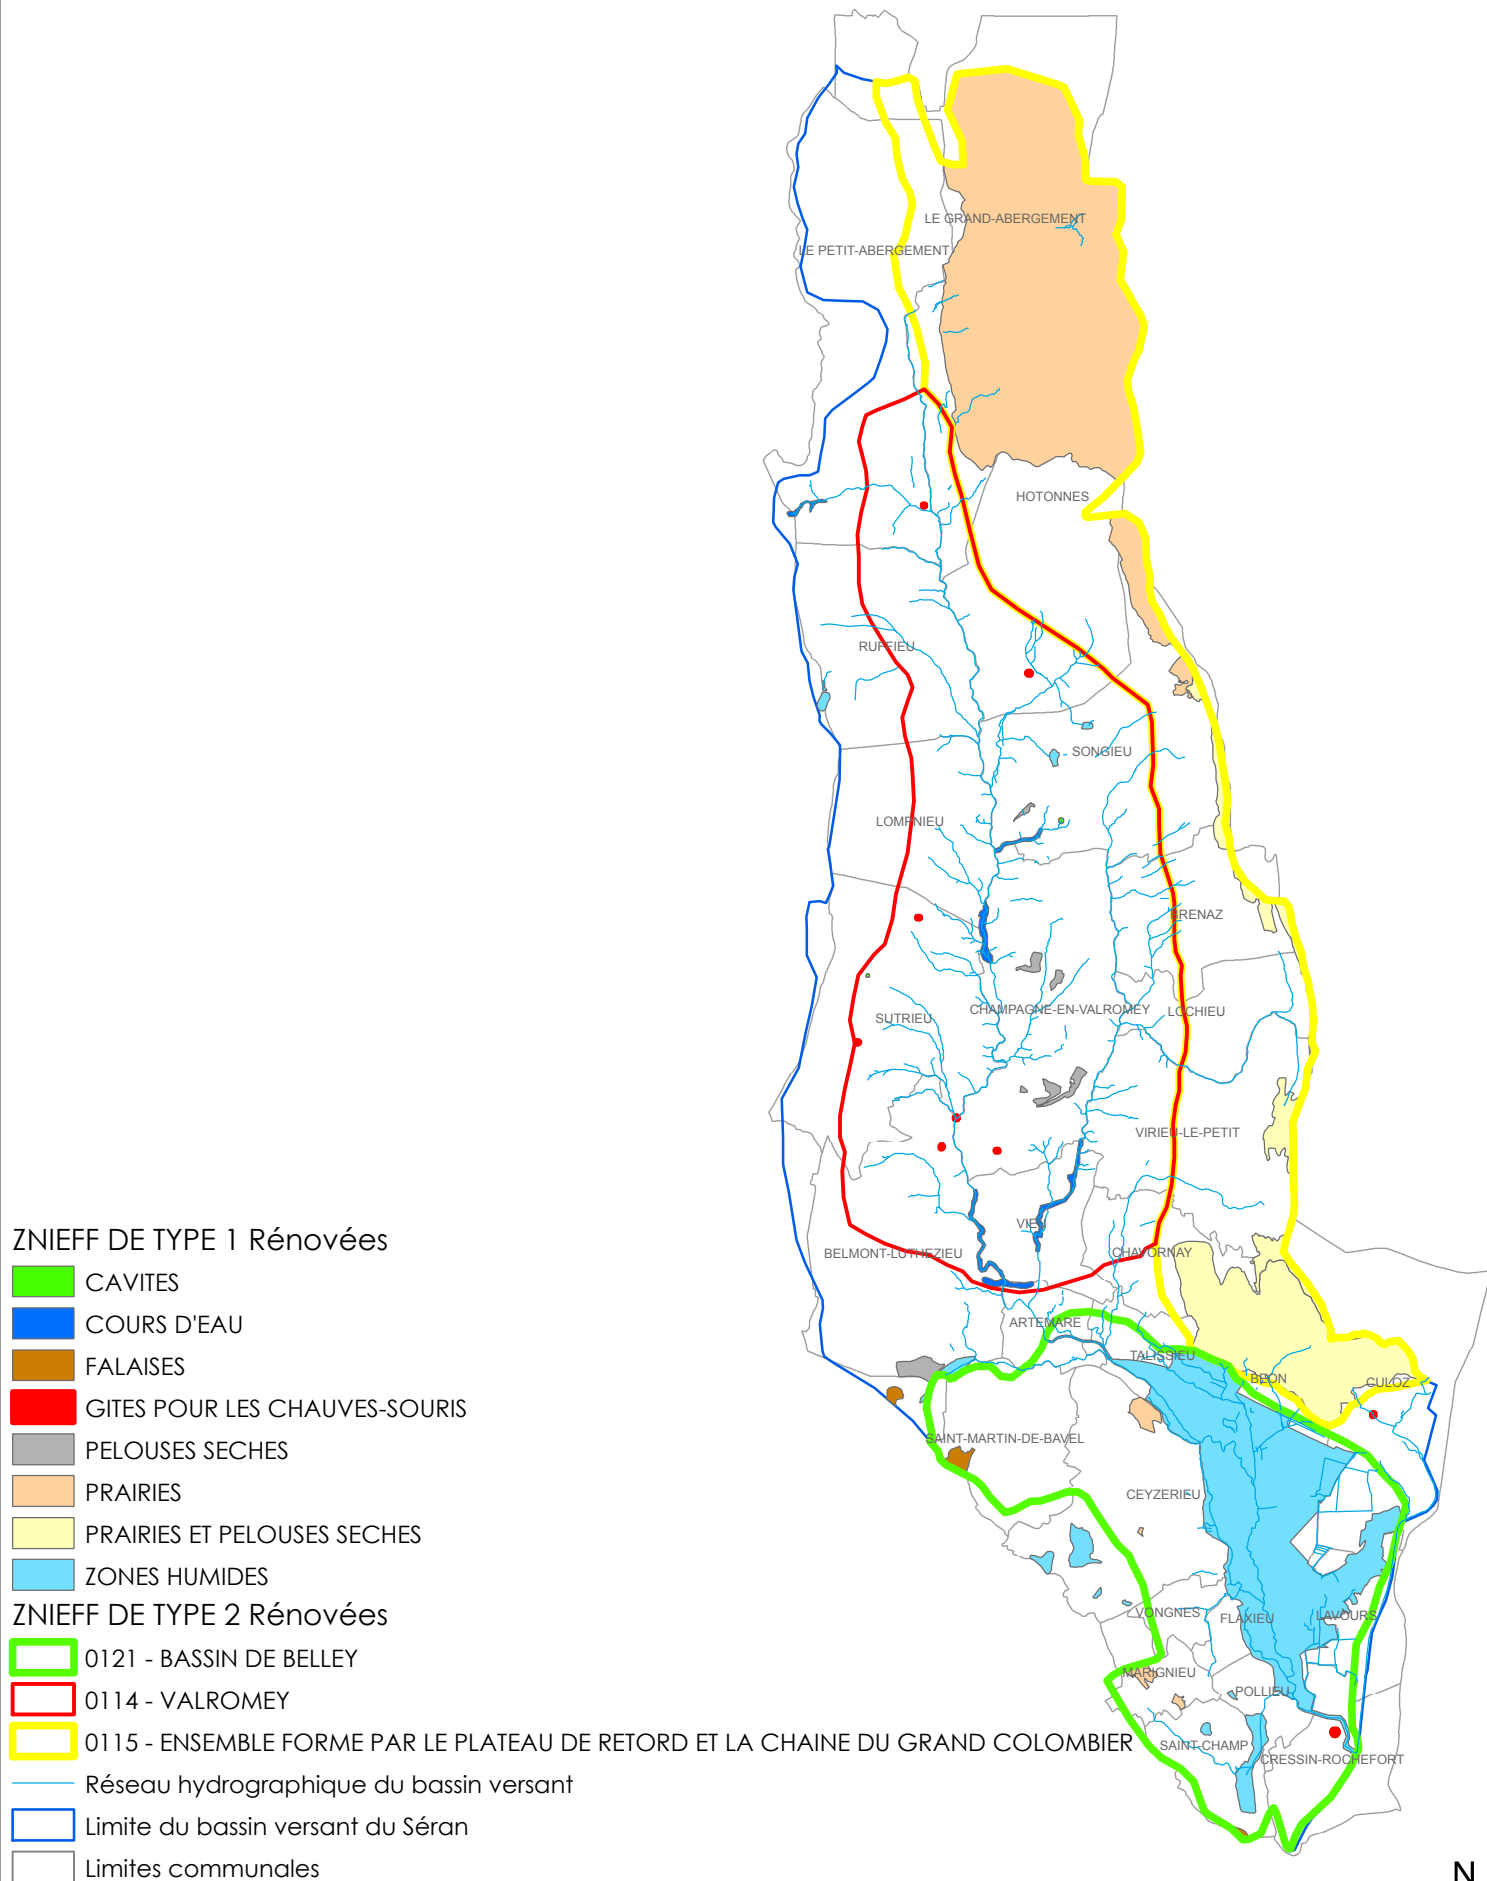 LE GRAND-ABERGEMENT
LE PETIT-ABERGEMENT
HOTONNES
RUFFIEU
SONGIEU
LOMPNIEU
BRENAZ
CHAMPAGNE-EN-VALROMEY
LOCHIEU
SUTRIEU
VIRIEU-LE-PETIT
VIEU
BELMONT-LUTHEZIEU
CHAVORNAY
ARTEMARE
TALISSIEU
BEON
CULOZ
SAINT-MARTIN-DE-BAVEL
CEYZERIEU
VONGNES
FLAXIEU
LAVOURS
MARIGNIEU
POLLIEU
SAINT-CHAMP
CRESSIN-ROCHEFORT
ZNIEFF DE TYPE 1 Rénovées
CAVITES
COURS D'EAU
FALAISES
GITES POUR LES CHAUVES-SOURIS
PELOUSES SECHES
PRAIRIES
PRAIRIES ET PELOUSES SECHES
ZONES HUMIDES
ZNIEFF DE TYPE 2 Rénovées
0121 - BASSIN DE BELLEY
0114 - VALROMEY
0115 - ENSEMBLE FORME PAR LE PLATEAU DE RETORD ET LA CHAINE DU GRAND COLOMBIER
Réseau hydrographique du bassin versant
Limite du bassin versant du Séran
Limites communales
N